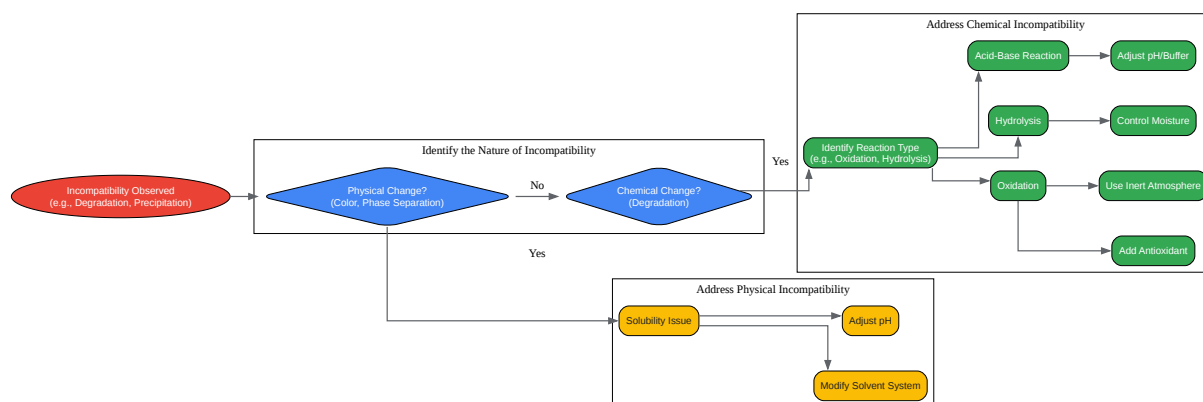 Address Chemical Incompatibility
Acid-Base Reaction
Adjust pH/Buffer
Hydrolysis
Control Moisture
Identify the Nature of Incompatibility
Yes
Identify Reaction Type
(e.g., Oxidation, Hydrolysis)
Incompatibility Observed
(e.g., Degradation, Precipitation)
Physical Change?
(Color, Phase Separation)
No
Chemical Change?
(Degradation)
Oxidation
Use Inert Atmosphere
Add Antioxidant
Yes
Address Physical Incompatibility
Solubility Issue
Adjust pH
Modify Solvent System